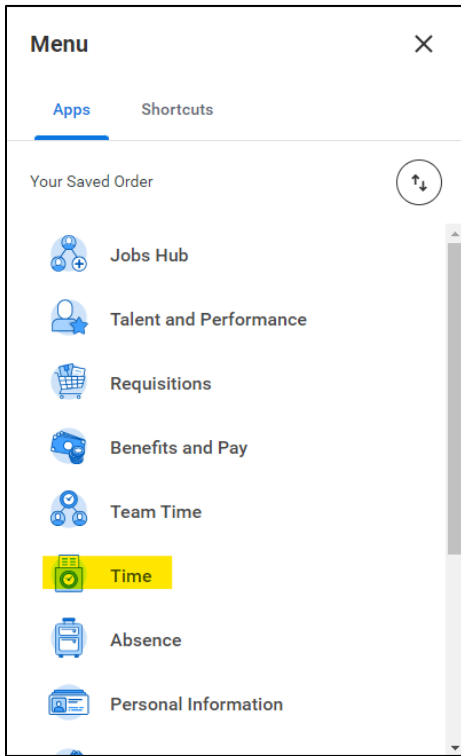 Menu
Apps Shortcuts
Your Saved Order
Jobs Hub
Talent and Performance
Requisitions
Benefits and Pay
Team Time
Time
Absence
Personal Information